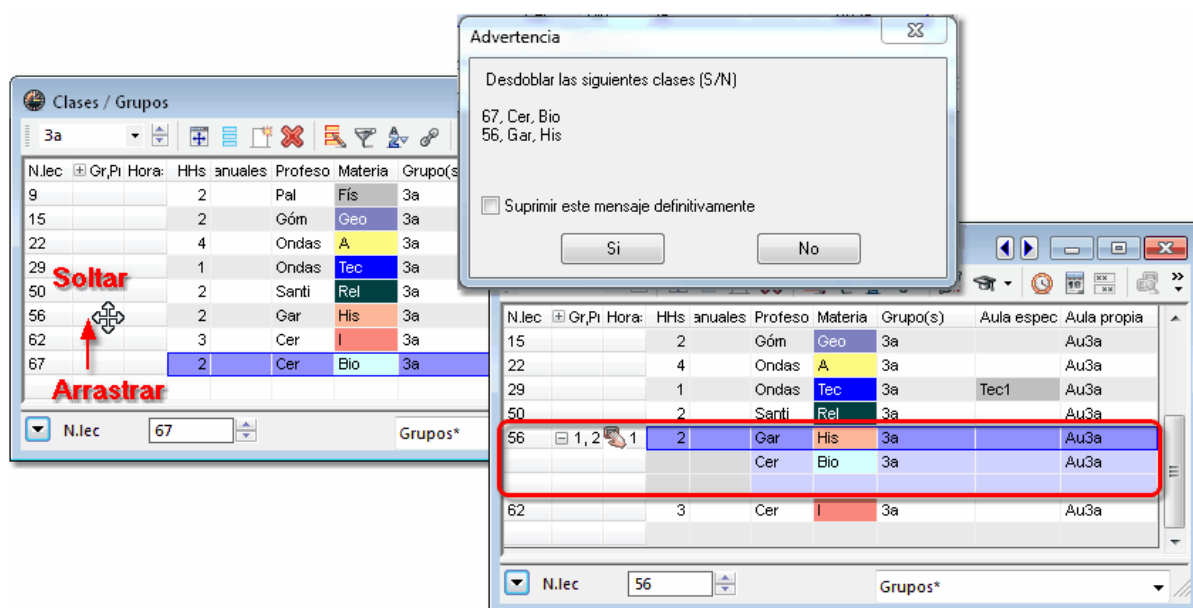 Advertencia
Desdoblar las siguientes clases (S/N)
67, Cer, Bio
56, Gar, His
Suprimir este mensaje definitivamente
Si No
Clases / Grupos
3a
N.lec Gr,Pr Hora: HHs anuales Profeso Materia Grupo(s
9 2 Pal Fís 3a
15 2 Góm Geo 3a
22 4 Ondas A 3a
29 1 Ondas Tec 3a
50 2 Santi Rel 3a
56 2 Gar His 3a
62 3 Cer I 3a
67 2 Cer Bio 3a
Soltar
Arrastrar
N.lec 67 Grupos*
N.lec Gr,Pr Hora: HHs anuales Profeso Materia Grupo(s) Aula espec Aula propia
15 2 Góm Geo 3a Au3a
22 4 Ondas A 3a Au3a
29 1 Ondas Tec 3a Tec1 Au3a
50 2 Santi Rel 3a Au3a
56 1, 2 1 2 Gar His 3a Au3a
Cer Bio 3a Au3a
62 3 Cer I 3a Au3a
N.lec 56 Grupos*